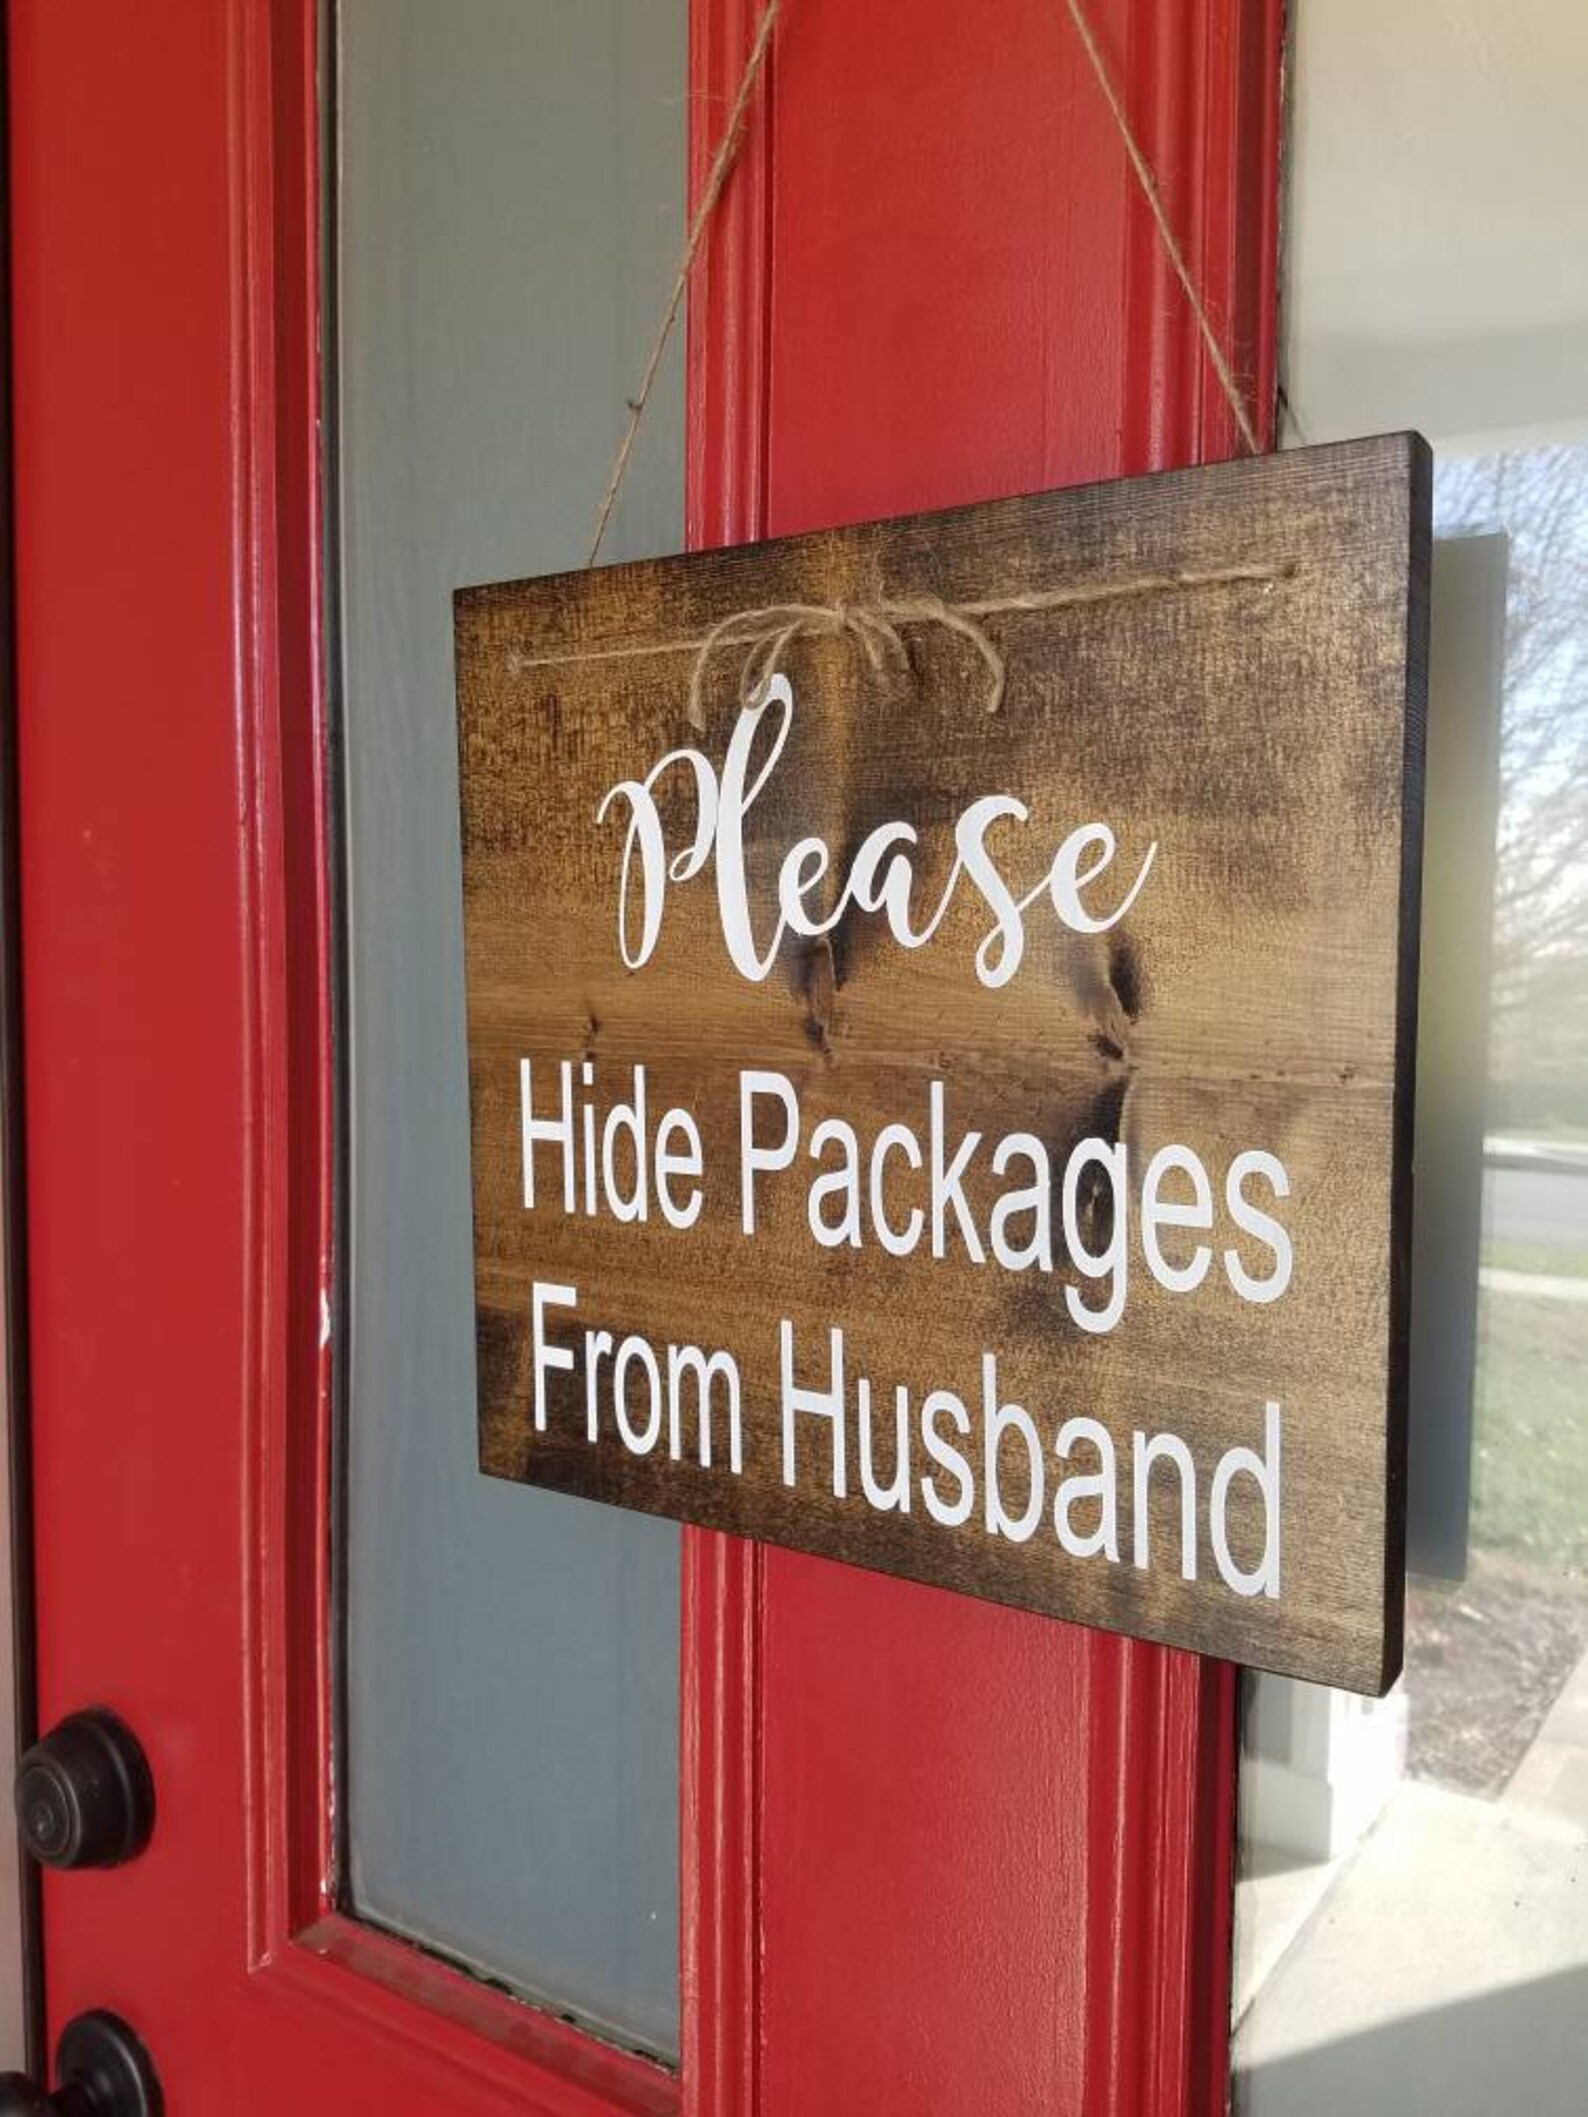 Please
Hide Packages
From Husband